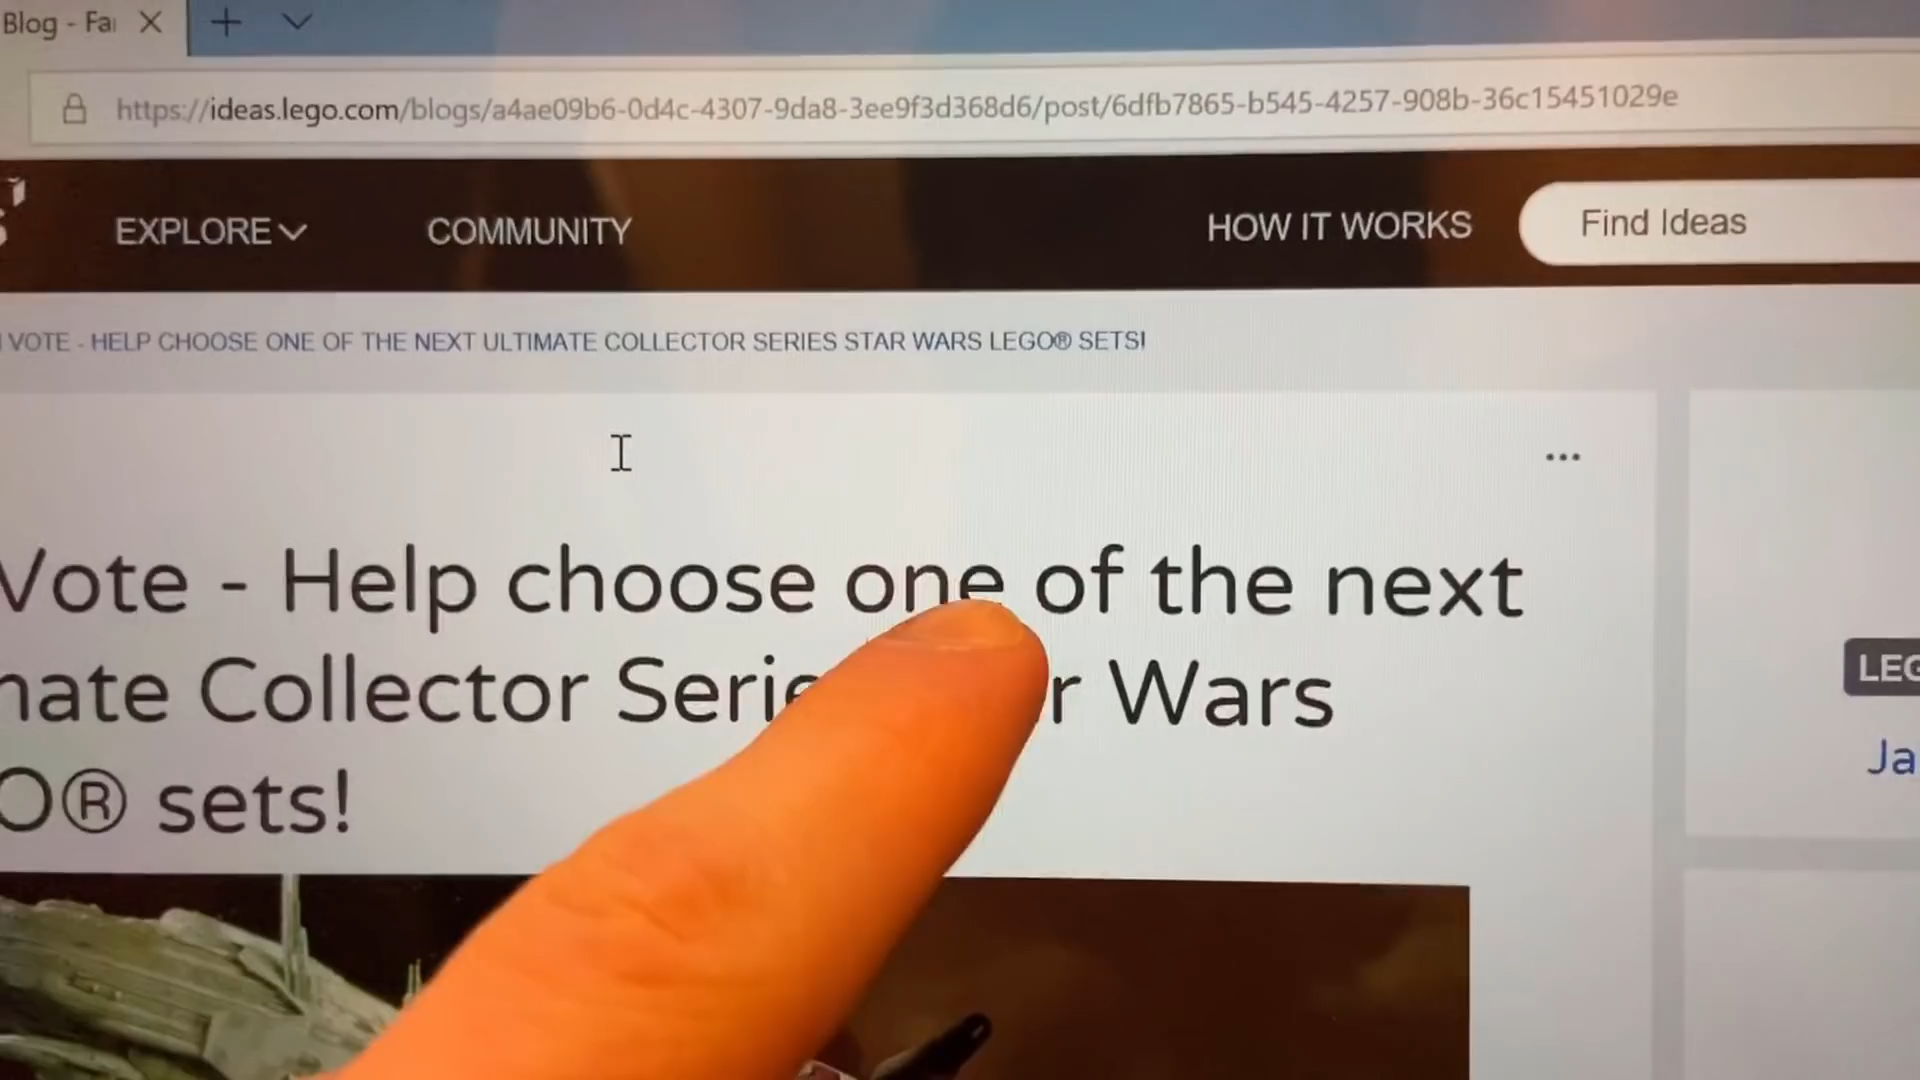 Blog - Fai
https://ideas.lego.com/blogs/a4ae09b6-0d4c-4307-9da8-3ee9f3d368d6/post/6dfb7865-b545-4257-908b-36c15451029e
EXPLORE COMMUNITY HOW IT WORKS Find Ideas
VOTE - HELP CHOOSE ONE OF THE NEXT ULTIMATE COLLECTOR SERIES STAR WARS LEGO® SETS!
Vote - Help choose one of the next
mate Collector Serie r Wars
O® sets!
LEG
Ja